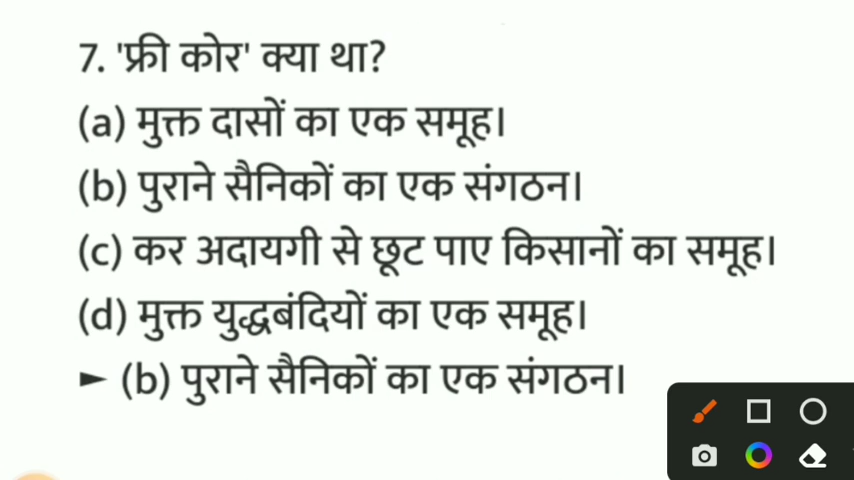 7. 'फ्री कोर' क्या था?
(a) मुक्त दासों का एक समूह।
(b) पुराने सैनिकों का एक संगठन।
(c) कर अदायगी से छूट पाए किसानों का समूह।
(d) मुक्त युद्धबंदियों का एक समूह।
► (b) पुराने सैनिकों का एक संगठन।